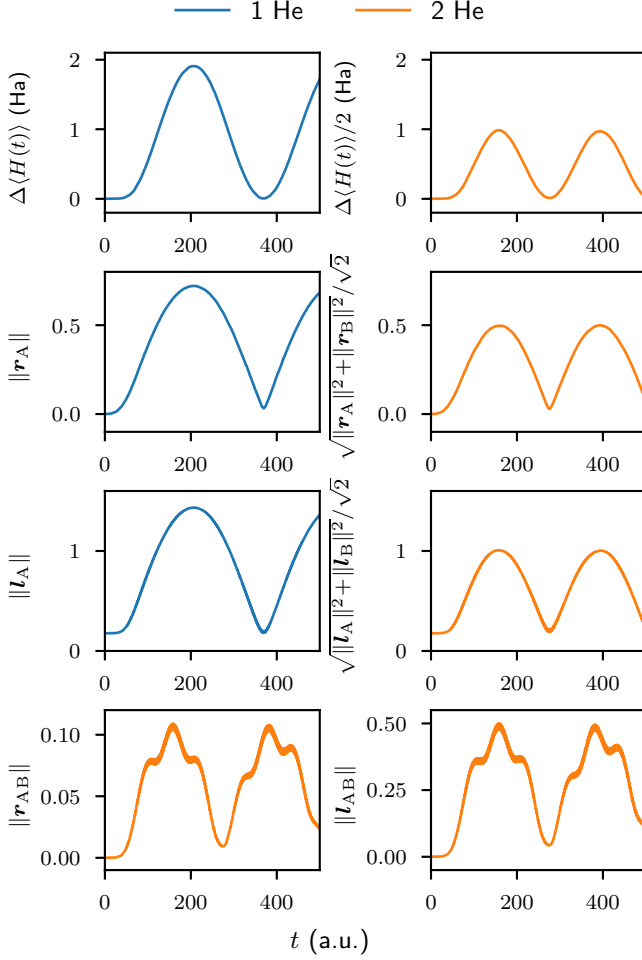 1 He 2 He
Δ⟨H(t)⟩ (Ha)
2
1
0
0 200 400
Δ⟨H(t)⟩/2 (Ha)
2
1
0
0 200 400
‖r_A‖
0.5
0.0
0 200 400
√‖r_A‖²+‖r_B‖²/√2
0.5
0.0
0 200 400
‖l_A‖
1
0
0 200 400
√‖l_A‖²+‖l_B‖²/√2
1
0
0 200 400
‖r_AB‖
0.10
0.05
0.00
0 200 400
‖l_AB‖
0.50
0.25
0.00
0 200 400
t (a.u.)